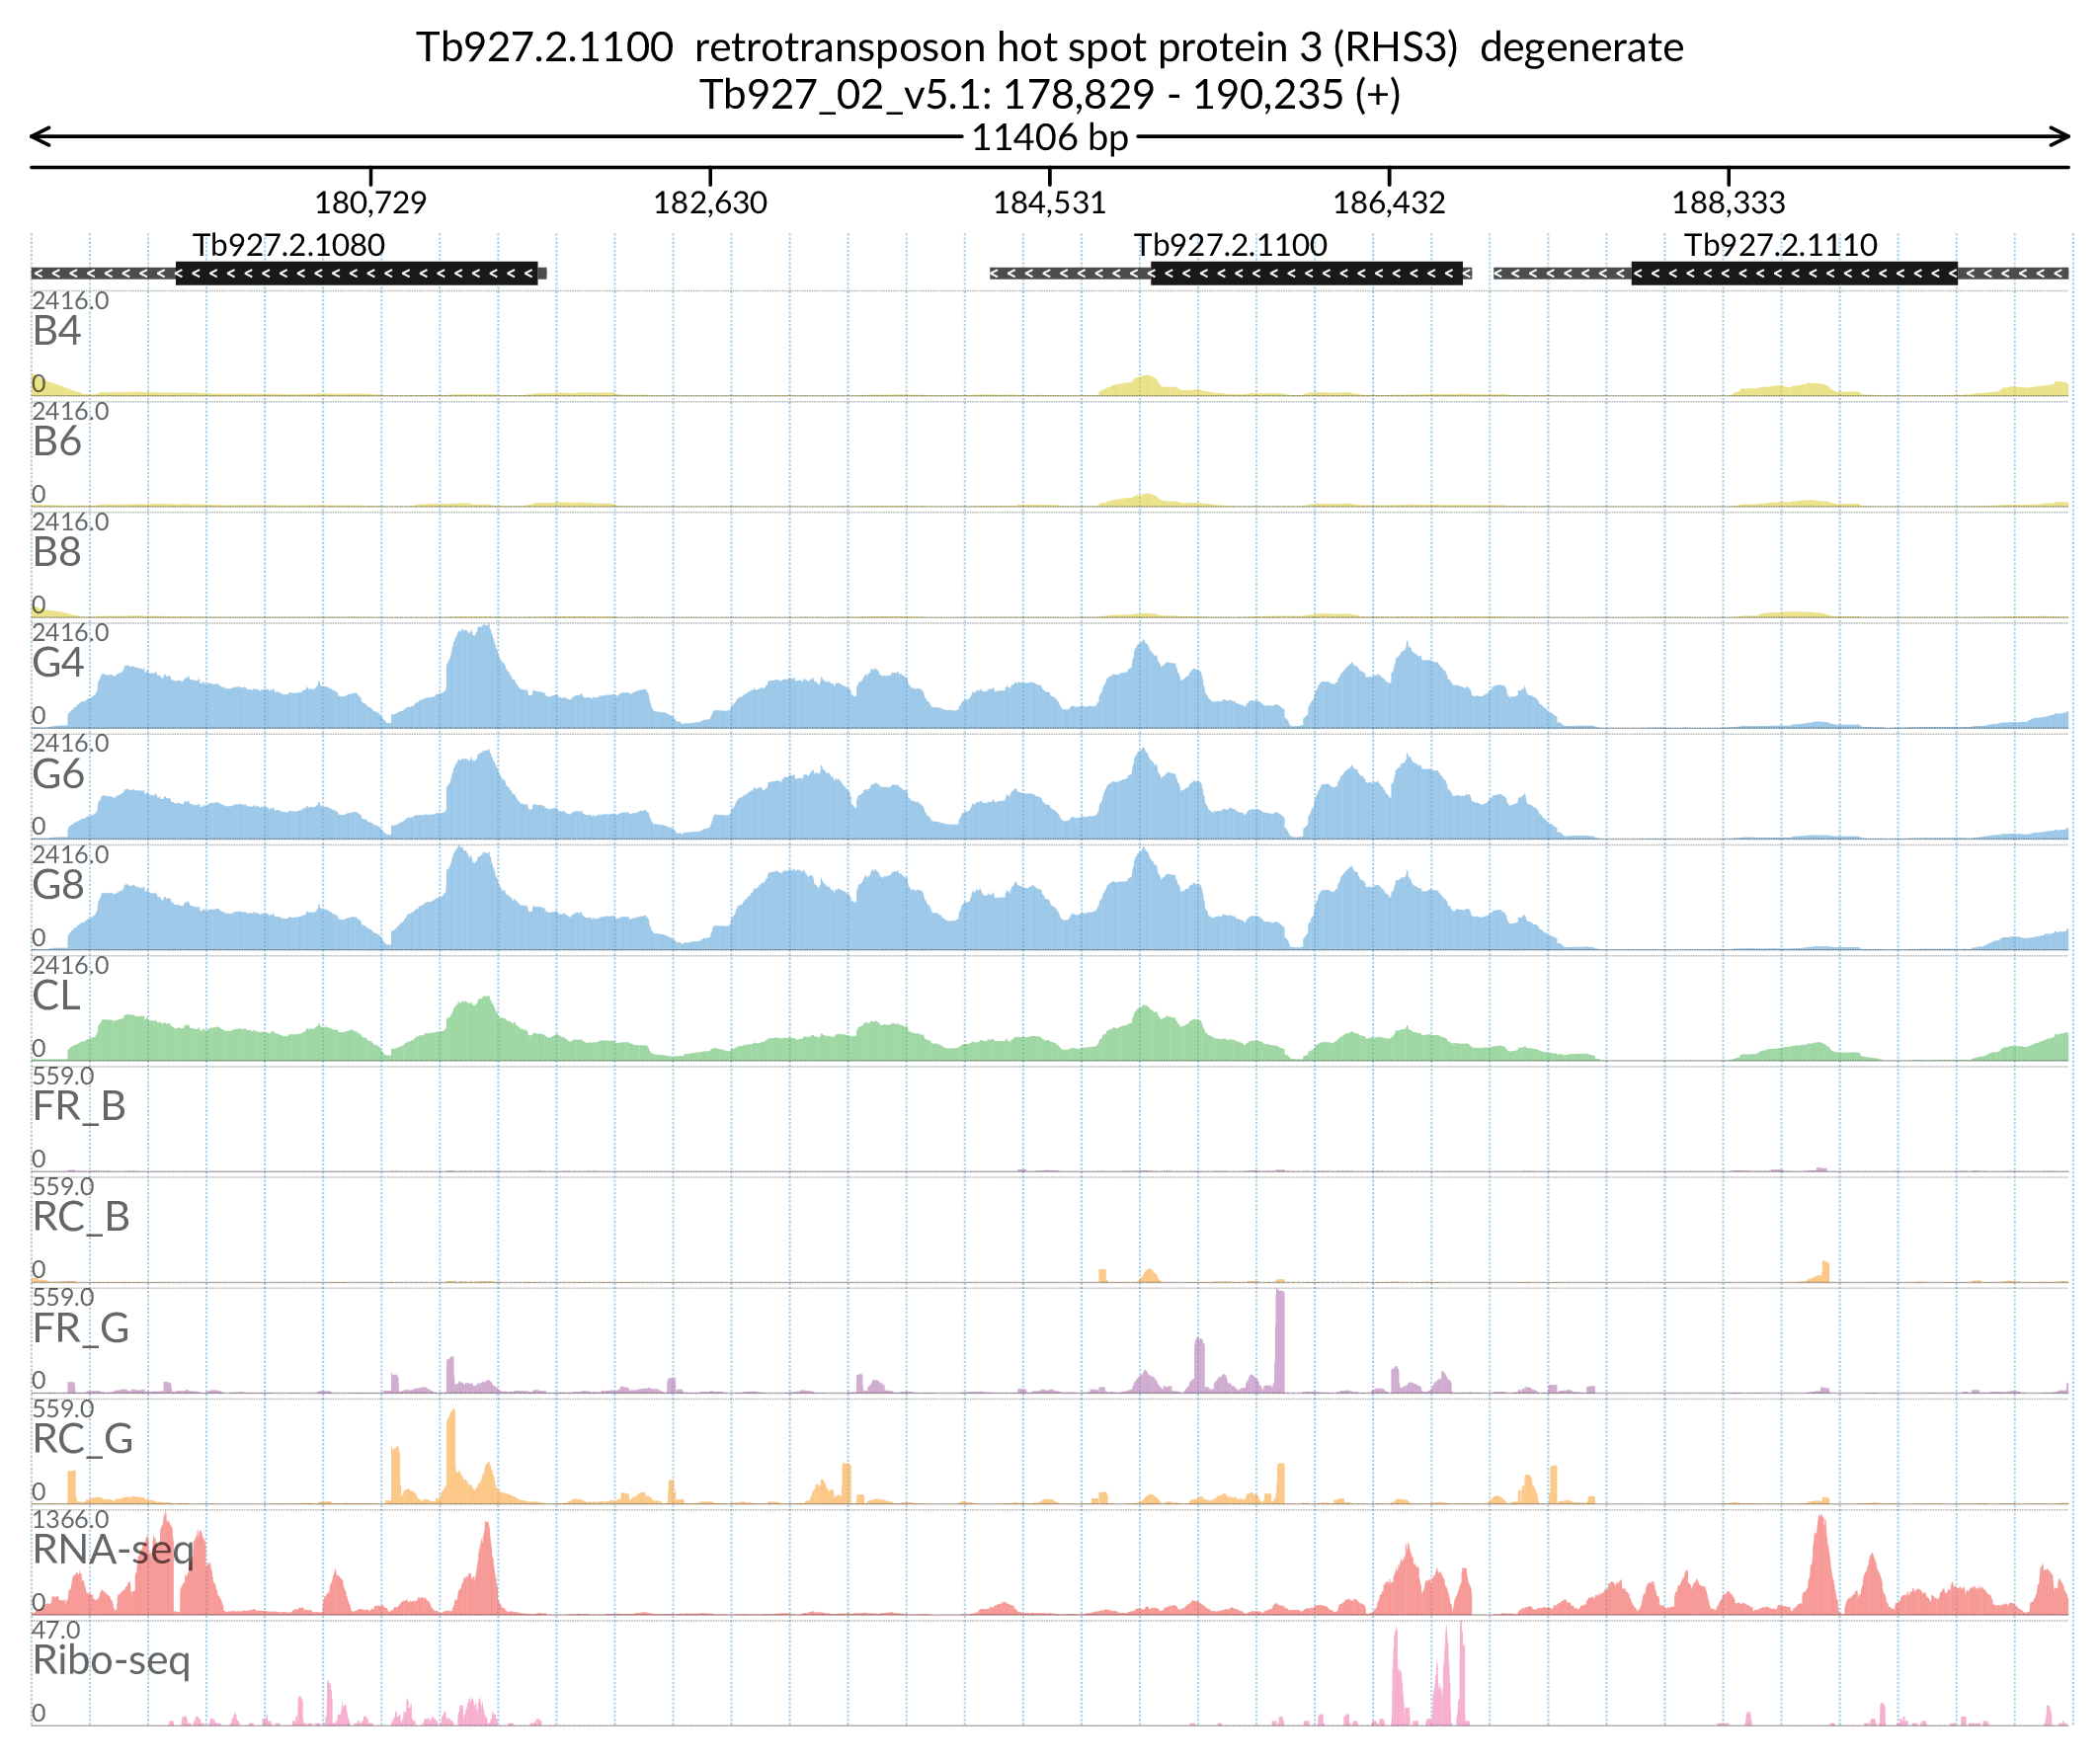 Tb927.2.1100 retrotransposon hot spot protein 3 (RHS3) degenerate
Tb927_02_v5.1: 178,829 - 190,235 (+)
11406 bp
180,729 182,630 184,531 186,432 188,333
Tb927.2.1080 Tb927.2.1100 Tb927.2.1110
2416.0
B4
0
2416.0
B6
0
2416.0
B8
0
2416.0
G4
0
2416.0
G6
0
2416.0
G8
0
2416.0
CL
0
559.0
FR_B
0
559.0
RC_B
0
559.0
FR_G
0
559.0
RC_G
0
1366.0
RNA-seq
0
47.0
Ribo-seq
0